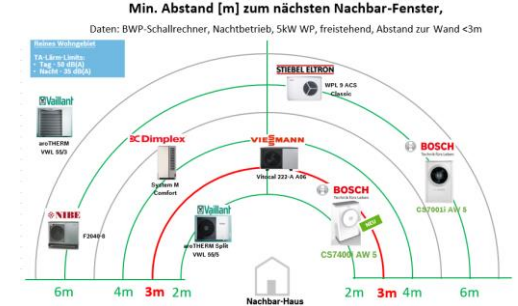 Min. Abstand [m] zum nächsten Nachbar-Fenster,
Daten: BWP-Schallrechner, Nachtbetrieb, 5kW WP, freistehend, Abstand zur Wand <3m
Reines Wohngebiet
TA-Lärm-Limits:
- Tag - 50 dB(A)
- Nacht - 35 dB(A)
STIEBEL ELTRON
WPL 9 ACS
Classic
Vaillant
aroTHERM
VWL 55/3
Dimplex
System M
Comfort
VIESMANN
Vitocal 222-A A06
BOSCH
CS7001i AW 5
BOSCH
NEU
CS7400i AW 5
NIBE
F2040-6
Vaillant
aroTHERM Split
VWL 55/5
6m 4m 3m 2m 2m 3m 4m 6m
Nachbar-Haus